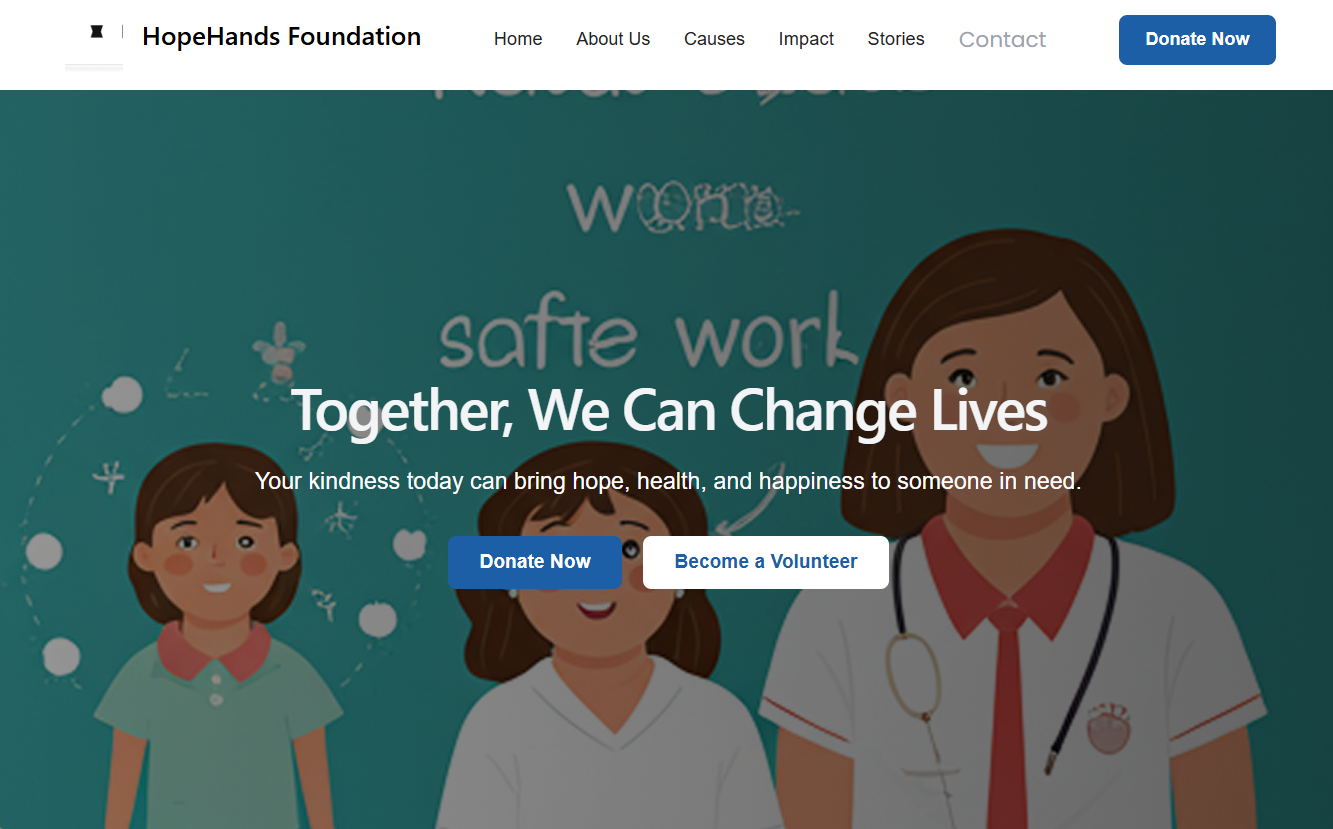 HopeHands Foundation
Home About Us Causes Impact Stories Contact Donate Now
safte work
Together, We Can Change Lives
Your kindness today can bring hope, health, and happiness to someone in need.
Donate Now Become a Volunteer